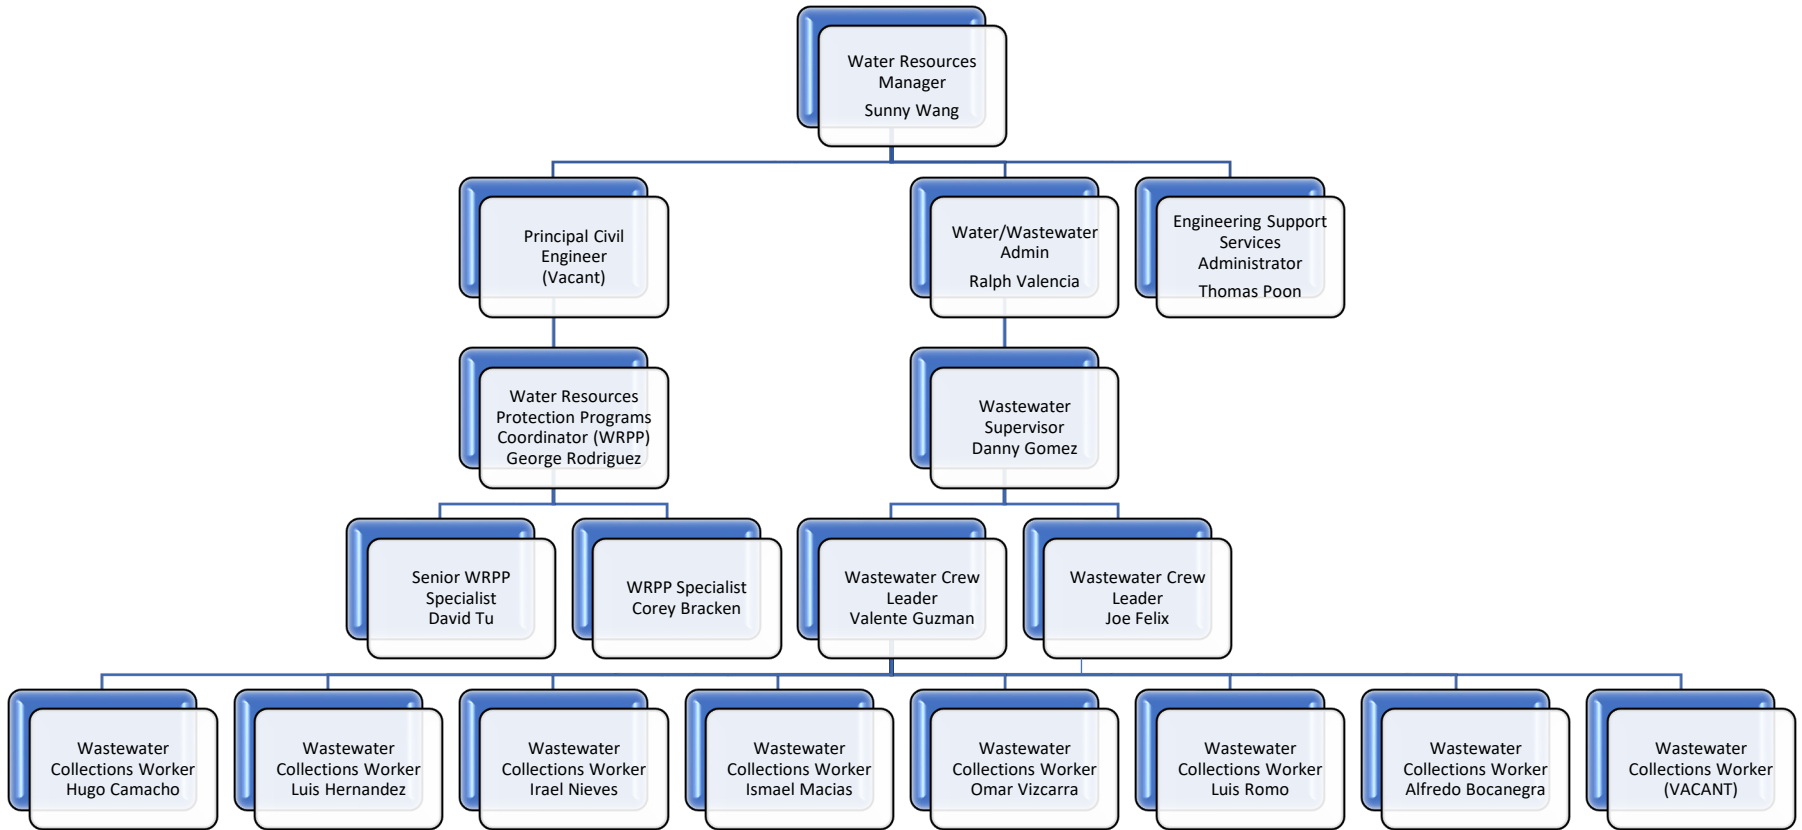 Water Resources
Manager
Sunny Wang
Principal Civil
Engineer
(Vacant)
Water/Wastewater
Admin
Ralph Valencia
Engineering Support
Services
Administrator
Thomas Poon
Water Resources
Protection Programs
Coordinator (WRPP)
George Rodriguez
Wastewater
Supervisor
Danny Gomez
Senior WRPP
Specialist
David Tu
WRPP Specialist
Corey Bracken
Wastewater Crew
Leader
Valente Guzman
Wastewater Crew
Leader
Joe Felix
Wastewater
Collections Worker
Hugo Camacho
Wastewater
Collections Worker
Luis Hernandez
Wastewater
Collections Worker
Irael Nieves
Wastewater
Collections Worker
Ismael Macias
Wastewater
Collections Worker
Omar Vizcarra
Wastewater
Collections Worker
Luis Romo
Wastewater
Collections Worker
Alfredo Bocanegra
Wastewater
Collections Worker
(VACANT)